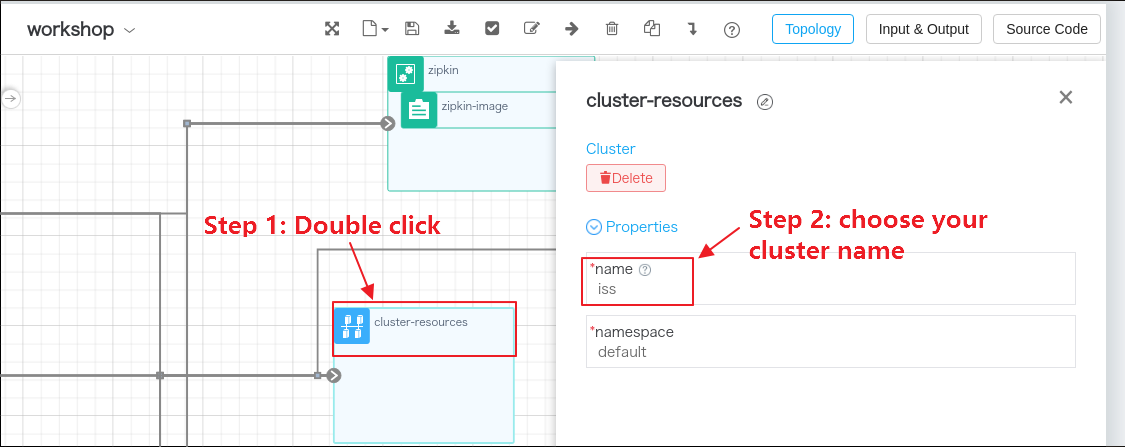 workshop
Topology
Input & Output
Source Code
zipkin
zipkin-image
cluster-resources
Cluster
Delete
Step 1: Double click
Properties
Step 2: choose your
cluster name
*name
iss
cluster-resources
*namespace
default